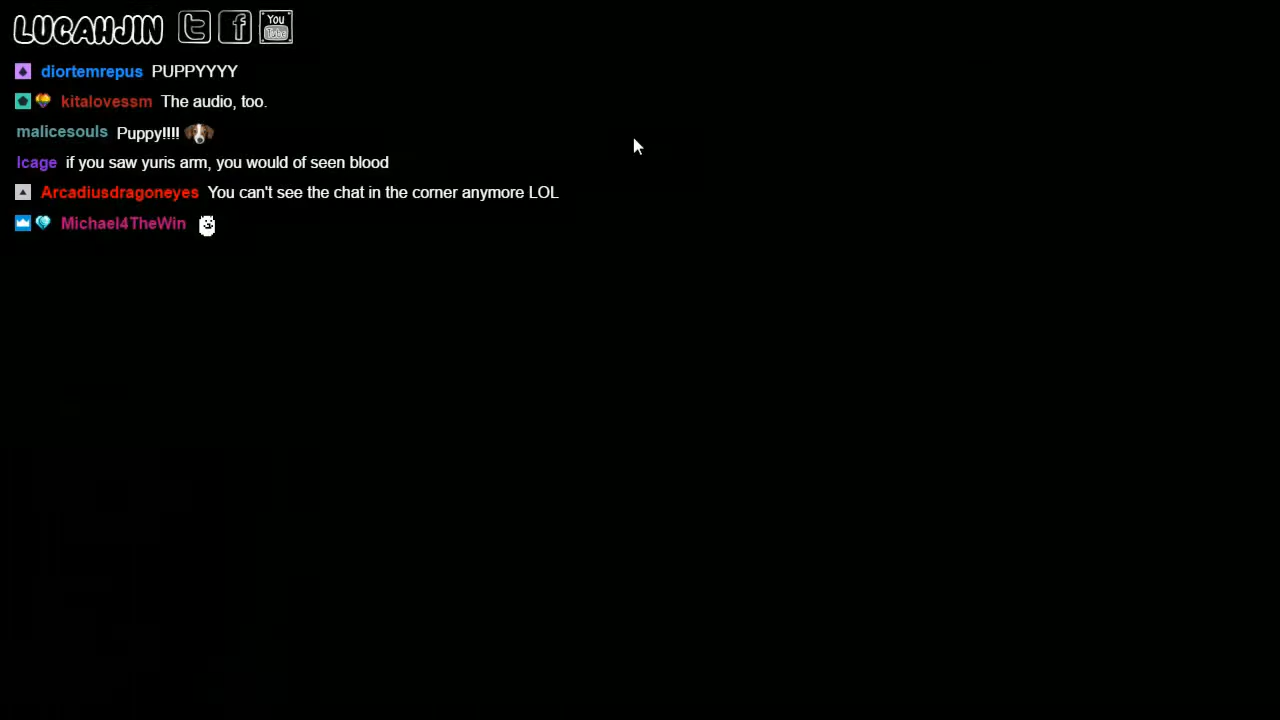 LUCAHJIN You Tube
diortemrepus PUPPYYYY
kitalovessm The audio, too.
malicesouls Puppy!!!!
lcage if you saw yuris arm, you would of seen blood
Arcadiusdragoneyes You can't see the chat in the corner anymore LOL
Michael4TheWin